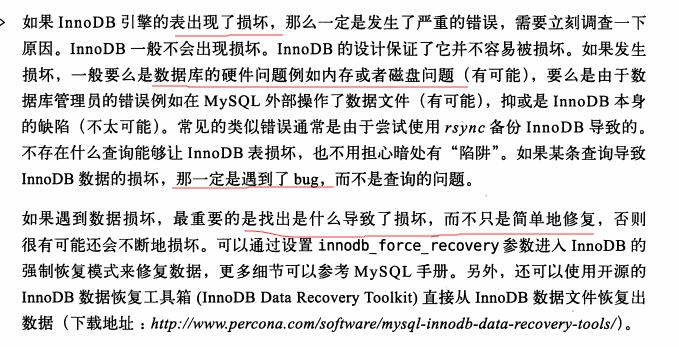 如果 InnoDB 引擎的表出现了损坏，那么一定是发生了严重的错误，需要立刻调查一下
原因。InnoDB 一般不会出现损坏。InnoDB 的设计保证了它并不容易被损坏。如果发生
损坏，一般要么是数据库的硬件问题例如内存或者磁盘问题（有可能），要么是由于数
据库管理员的错误例如在 MySQL 外部操作了数据文件（有可能），抑或是 InnoDB 本身
的缺陷（不太可能）。常见的类似错误通常是由于尝试使用 rsync 备份 InnoDB 导致的。
不存在什么查询能够让 InnoDB 表损坏，也不用担心暗处有“陷阱”。如果某条查询导致
InnoDB 数据的损坏，那一定是遇到了 bug，而不是查询的问题。
如果遇到数据损坏，最重要的是找出是什么导致了损坏，而不只是简单地修复，否则
很有可能还会不断地损坏。可以通过设置 innodb_force_recovery 参数进入 InnoDB 的
强制恢复模式来修复数据，更多细节可以参考 MySQL 手册。另外，还可以使用开源的
InnoDB 数据恢复工具箱 (InnoDB Data Recovery Toolkit) 直接从 InnoDB 数据文件恢复出
数据（下载地址：http://www.percona.com/software/mysql-innodb-data-recovery-tools/）。